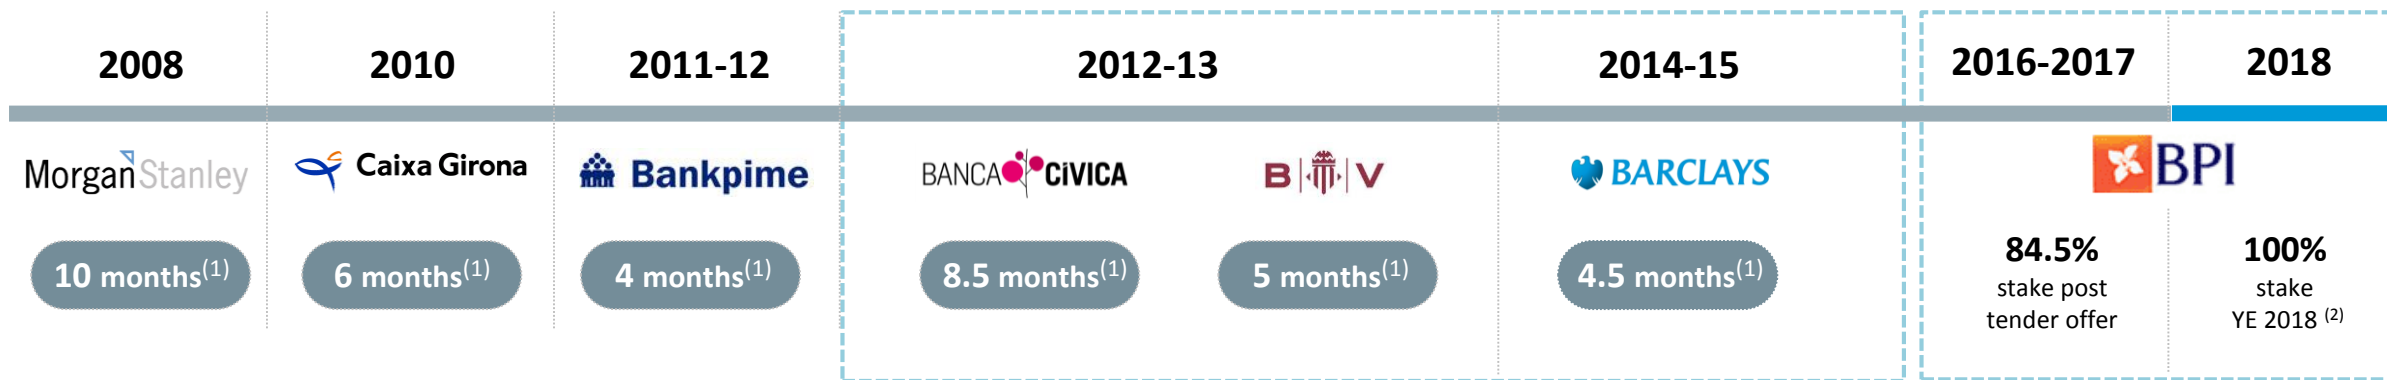 2008
2010
2011-12
2012-13
2014-15
2016-2017
2018
Morgan Stanley
Caixa Girona
Bankpime
BANCA CÍVICA
B V
BARCLAYS
BPI
10 months(1)
6 months(1)
4 months(1)
8.5 months(1)
5 months(1)
4.5 months(1)
84.5%
stake post
tender offer
100%
stake
YE 2018 (2)